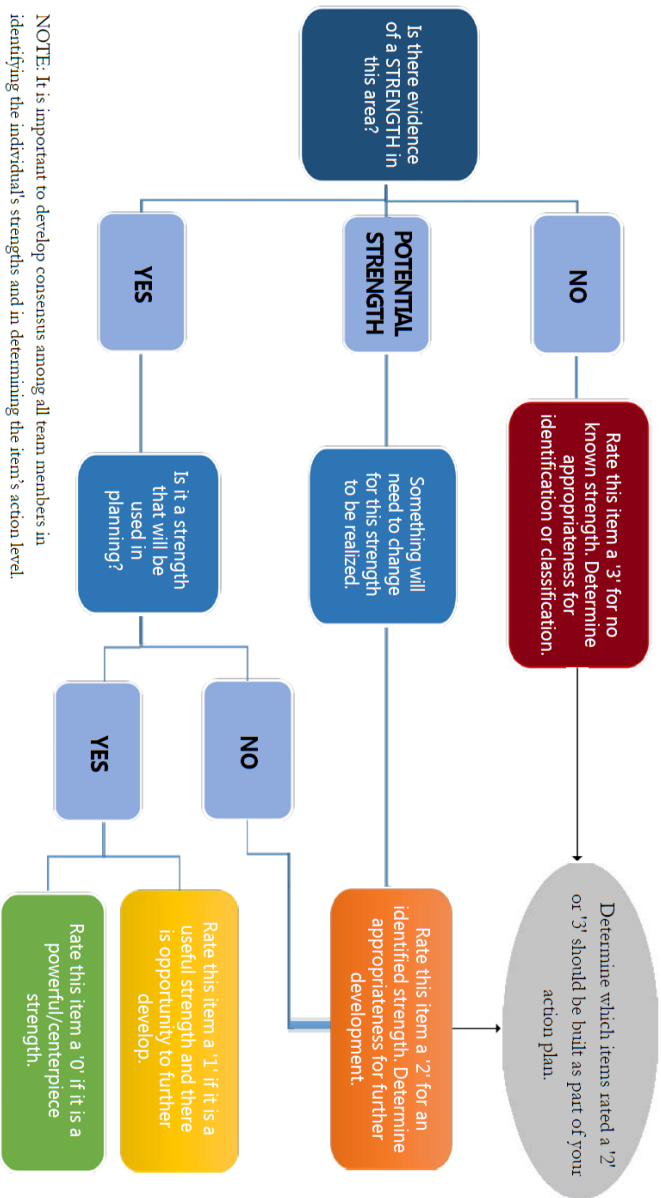 Is there evidence
of a STRENGTH in
this area?
NO
Rate this item a '3' for no
known strength. Determine
appropriateness for
identification or classification.
Determine which items rated a '2'
or '3' should be built as part of your
action plan.
POTENTIAL
STRENGTH
Something will
need to change
for this strength
to be realized.
Rate this item a '2' for an
identified strength. Determine
appropriateness for further
development.
YES
Is it a strength
that will be
used in
planning?
NO
YES
Rate this item a '1' if it is a
useful strength and there
is opportunity to further
develop.
Rate this item a '0' if it is a
powerful/centerpiece
strength.
NOTE: It is important to develop consensus among all team members in
identifying the individual's strengths and in determining the item's action level.